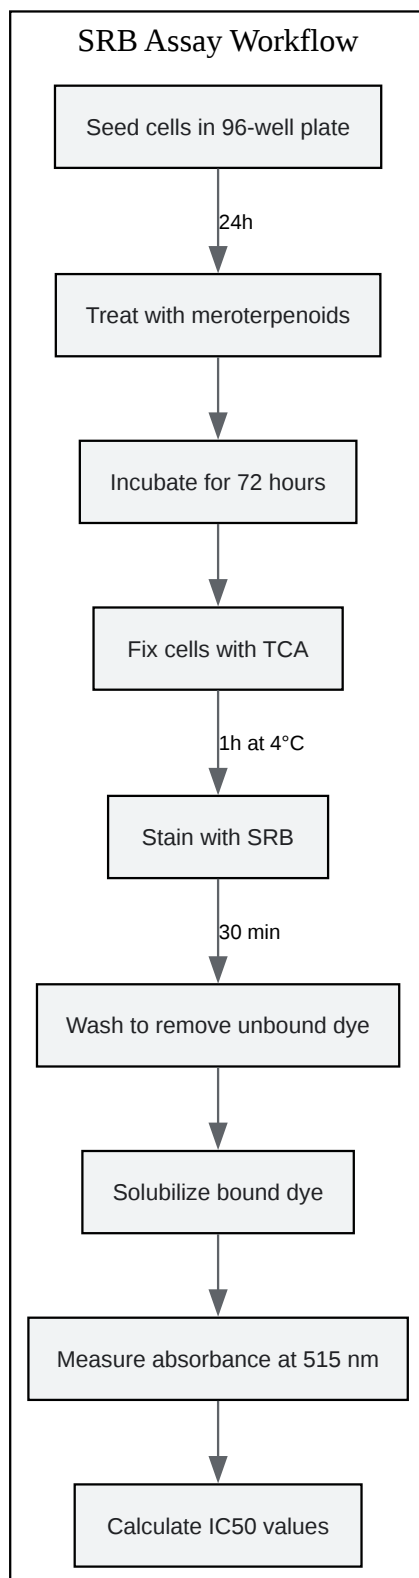 SRB Assay Workflow
Seed cells in 96-well plate
24h
Treat with meroterpenoids
Incubate for 72 hours
Fix cells with TCA
1h at 4°C
Stain with SRB
30 min
Wash to remove unbound dye
Solubilize bound dye
Measure absorbance at 515 nm
Calculate IC50 values